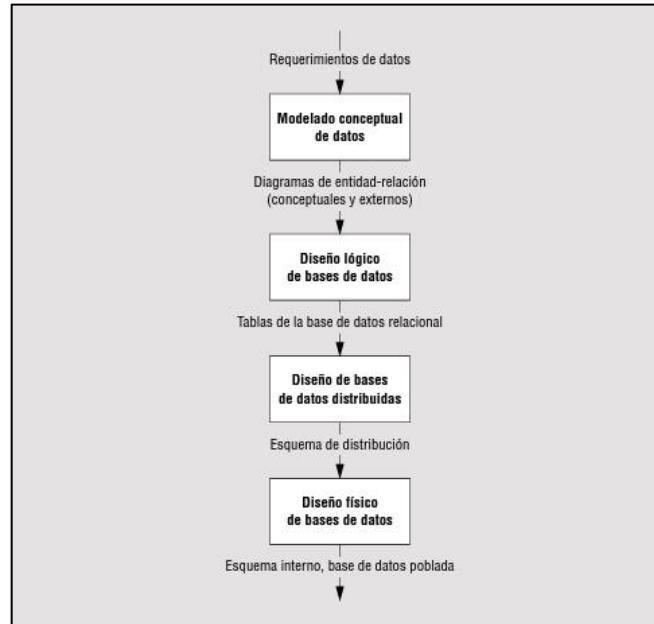 Requerimientos de datos
Modelado conceptual
de datos
Diagramas de entidad-relación
(conceptuales y externos)
Diseño lógico
de bases de datos
Tablas de la base de datos relacional
Diseño de bases
de datos distribuidas
Esquema de distribución
Diseño físico
de bases de datos
Esquema interno, base de datos poblada